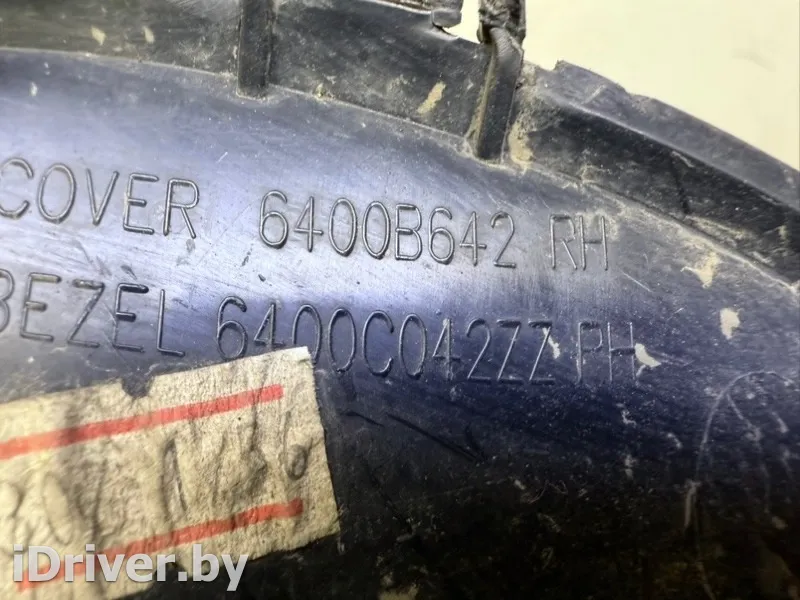 COVER 6400B642 RH
BEZEL 6400C042ZZ RH
iDriver.by